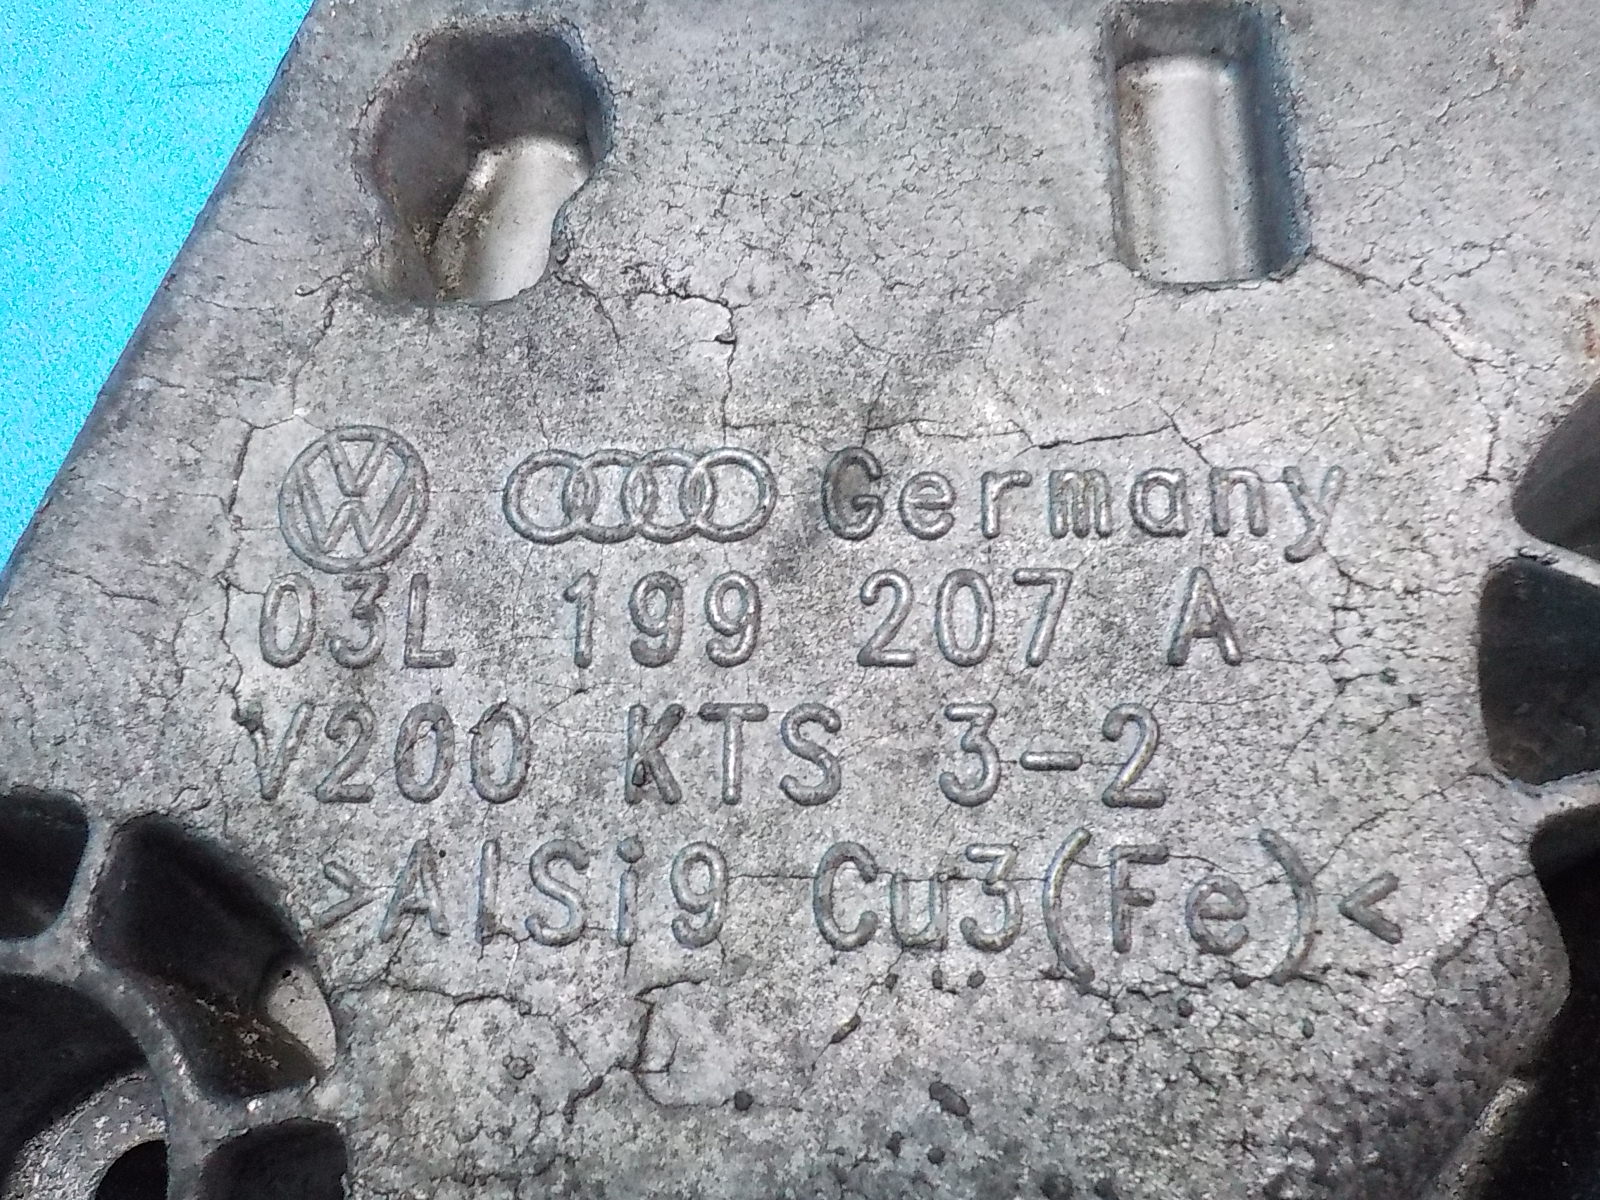 Germany
03L 199 207 A
V200 KTS 3-2
>AlSi9 Cu3(Fe)<